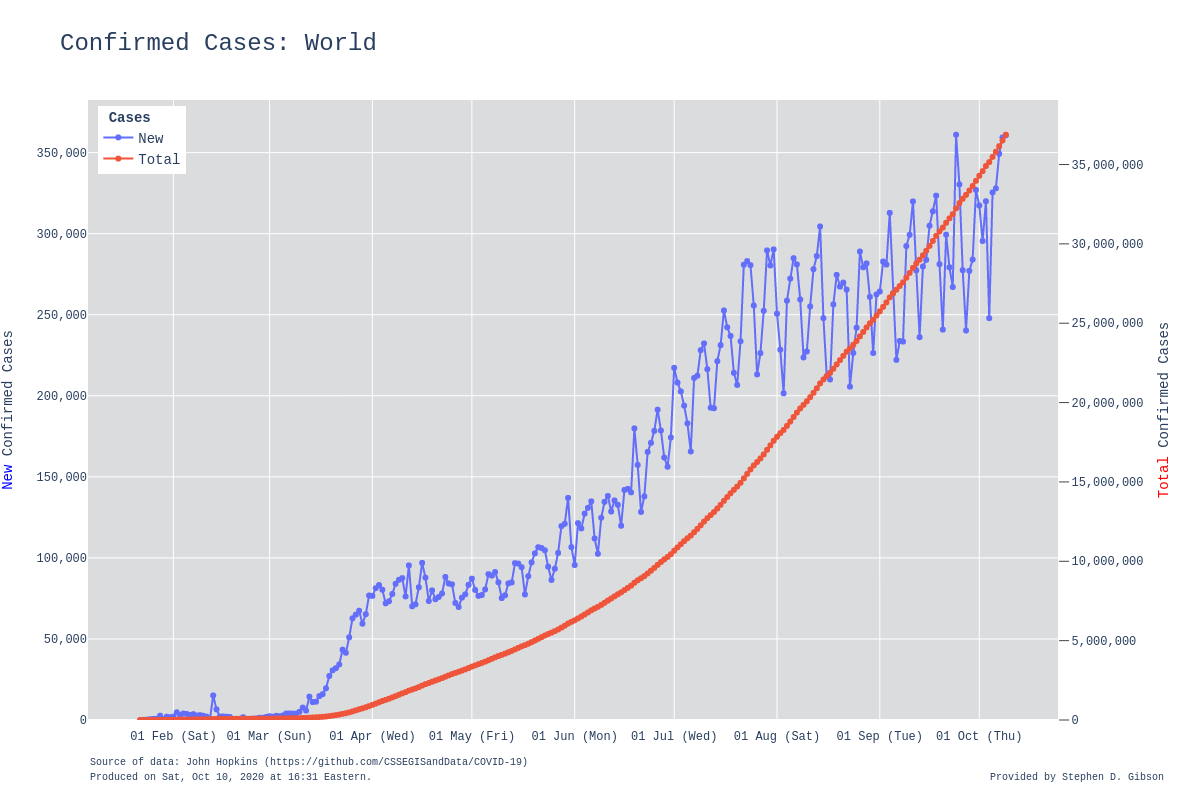 Confirmed Cases: World
Cases
New
Total
350,000
300,000
250,000
200,000
150,000
100,000
50,000
0
New Confirmed Cases
35,000,000
30,000,000
25,000,000
20,000,000
15,000,000
10,000,000
5,000,000
0
Total Confirmed Cases
01 Feb (Sat) 01 Mar (Sun) 01 Apr (Wed) 01 May (Fri) 01 Jun (Mon) 01 Jul (Wed) 01 Aug (Sat) 01 Sep (Tue) 01 Oct (Thu)
Source of data: John Hopkins (https://github.com/CSSEGISandData/COVID-19)
Produced on Sat, Oct 10, 2020 at 16:31 Eastern.
Provided by Stephen D. Gibson